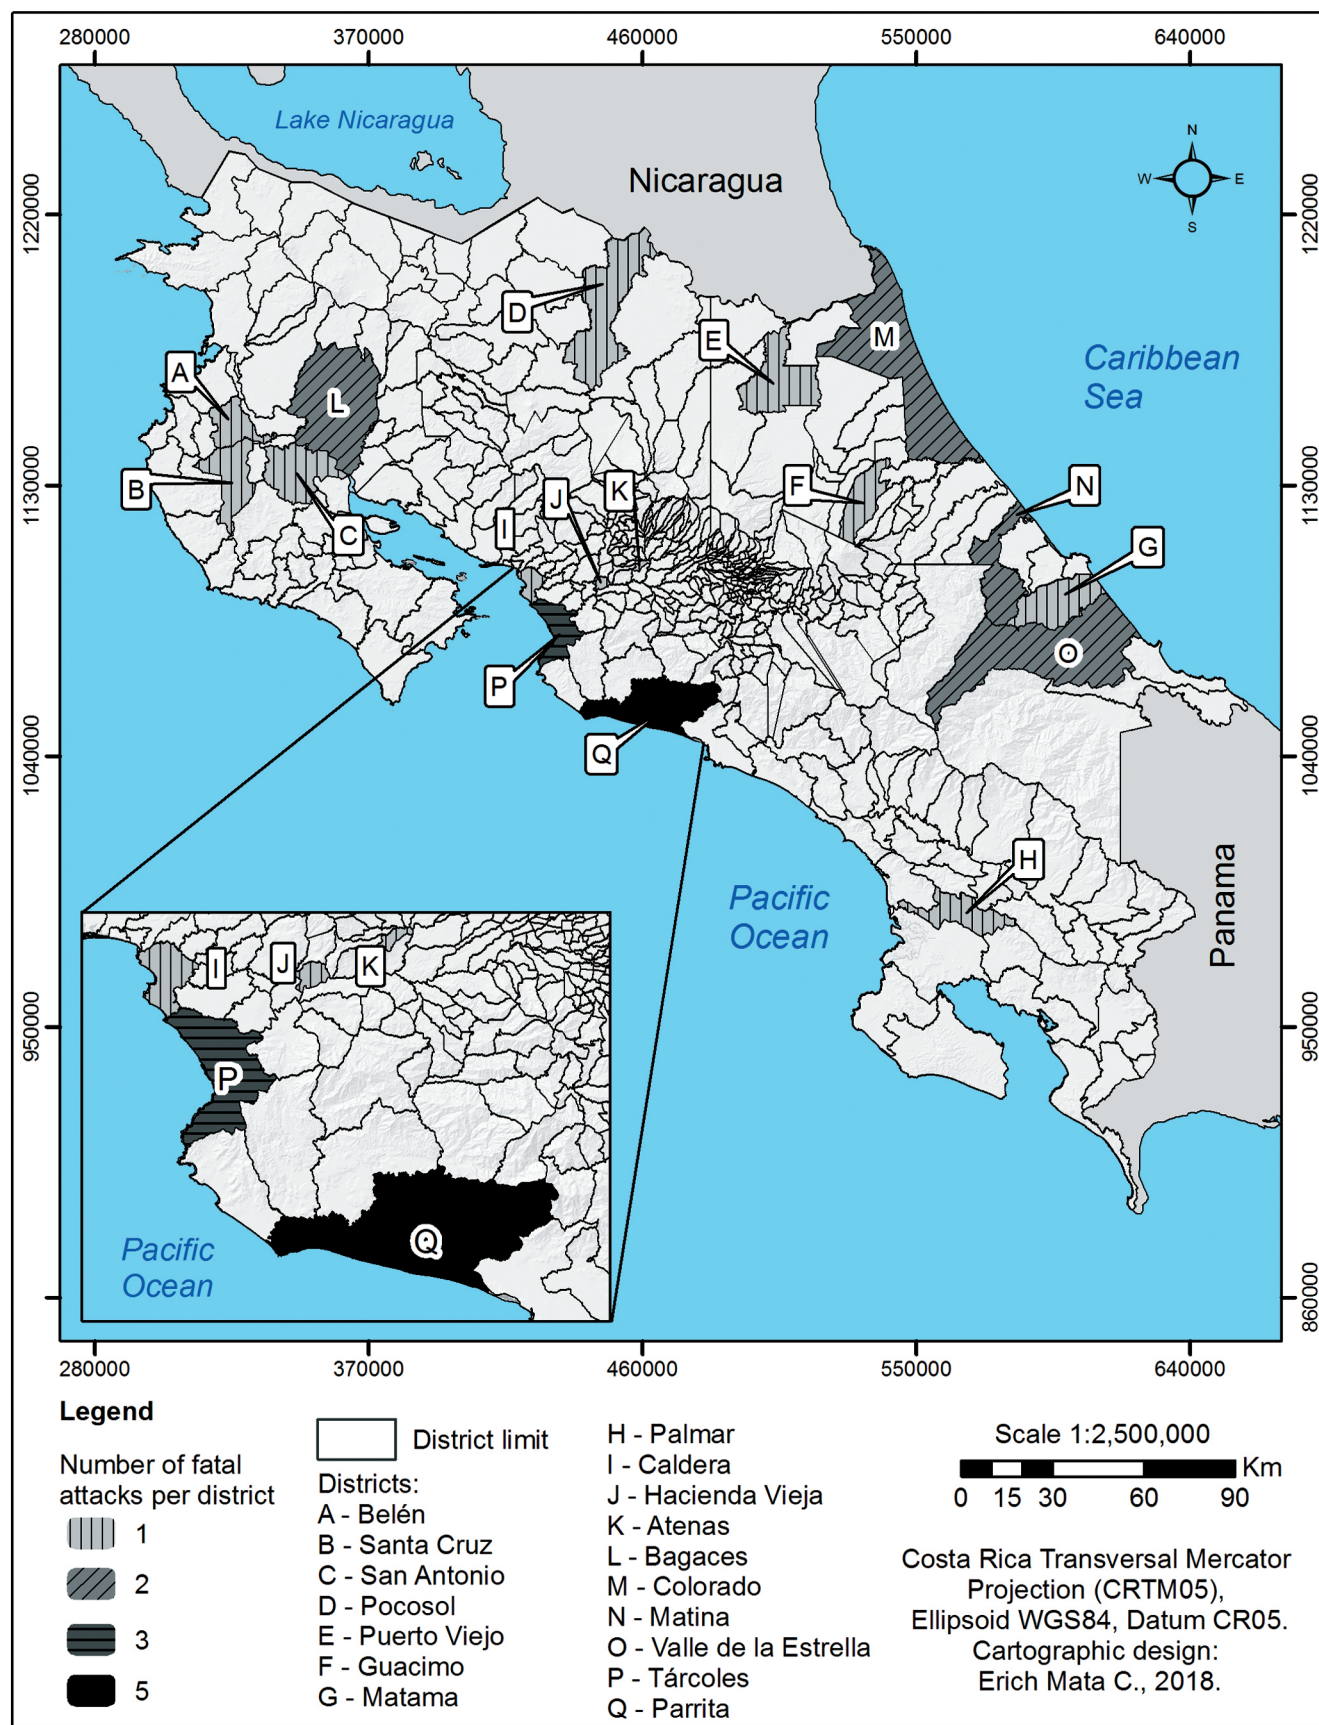 280000 370000 460000 550000 640000
Lake Nicaragua
Nicaragua
N
W E
S
1220000 1220000
D
E
M
Caribbean
Sea
A
L
B
C
I
J
K
F
N
G
1130000 1130000
P
O
Q
1040000 1040000
H
Pacific
Ocean
Panama
I
J
K
P
Q
Pacific
Ocean
950000 950000
860000
280000 370000 460000 550000 640000
Legend
Number of fatal
attacks per district
1
2
3
5
District limit
Districts:
A - Belén
B - Santa Cruz
C - San Antonio
D - Pocosol
E - Puerto Viejo
F - Guacimo
G - Matama
H - Palmar
I - Caldera
J - Hacienda Vieja
K - Atenas
L - Bagaces
M - Colorado
N - Matina
O - Valle de la Estrella
P - Tárcoles
Q - Parrita
Scale 1:2,500,000
Km
0 15 30 60 90
Costa Rica Transversal Mercator
Projection (CRTM05),
Ellipsoid WGS84, Datum CR05.
Cartographic design:
Erich Mata C., 2018.